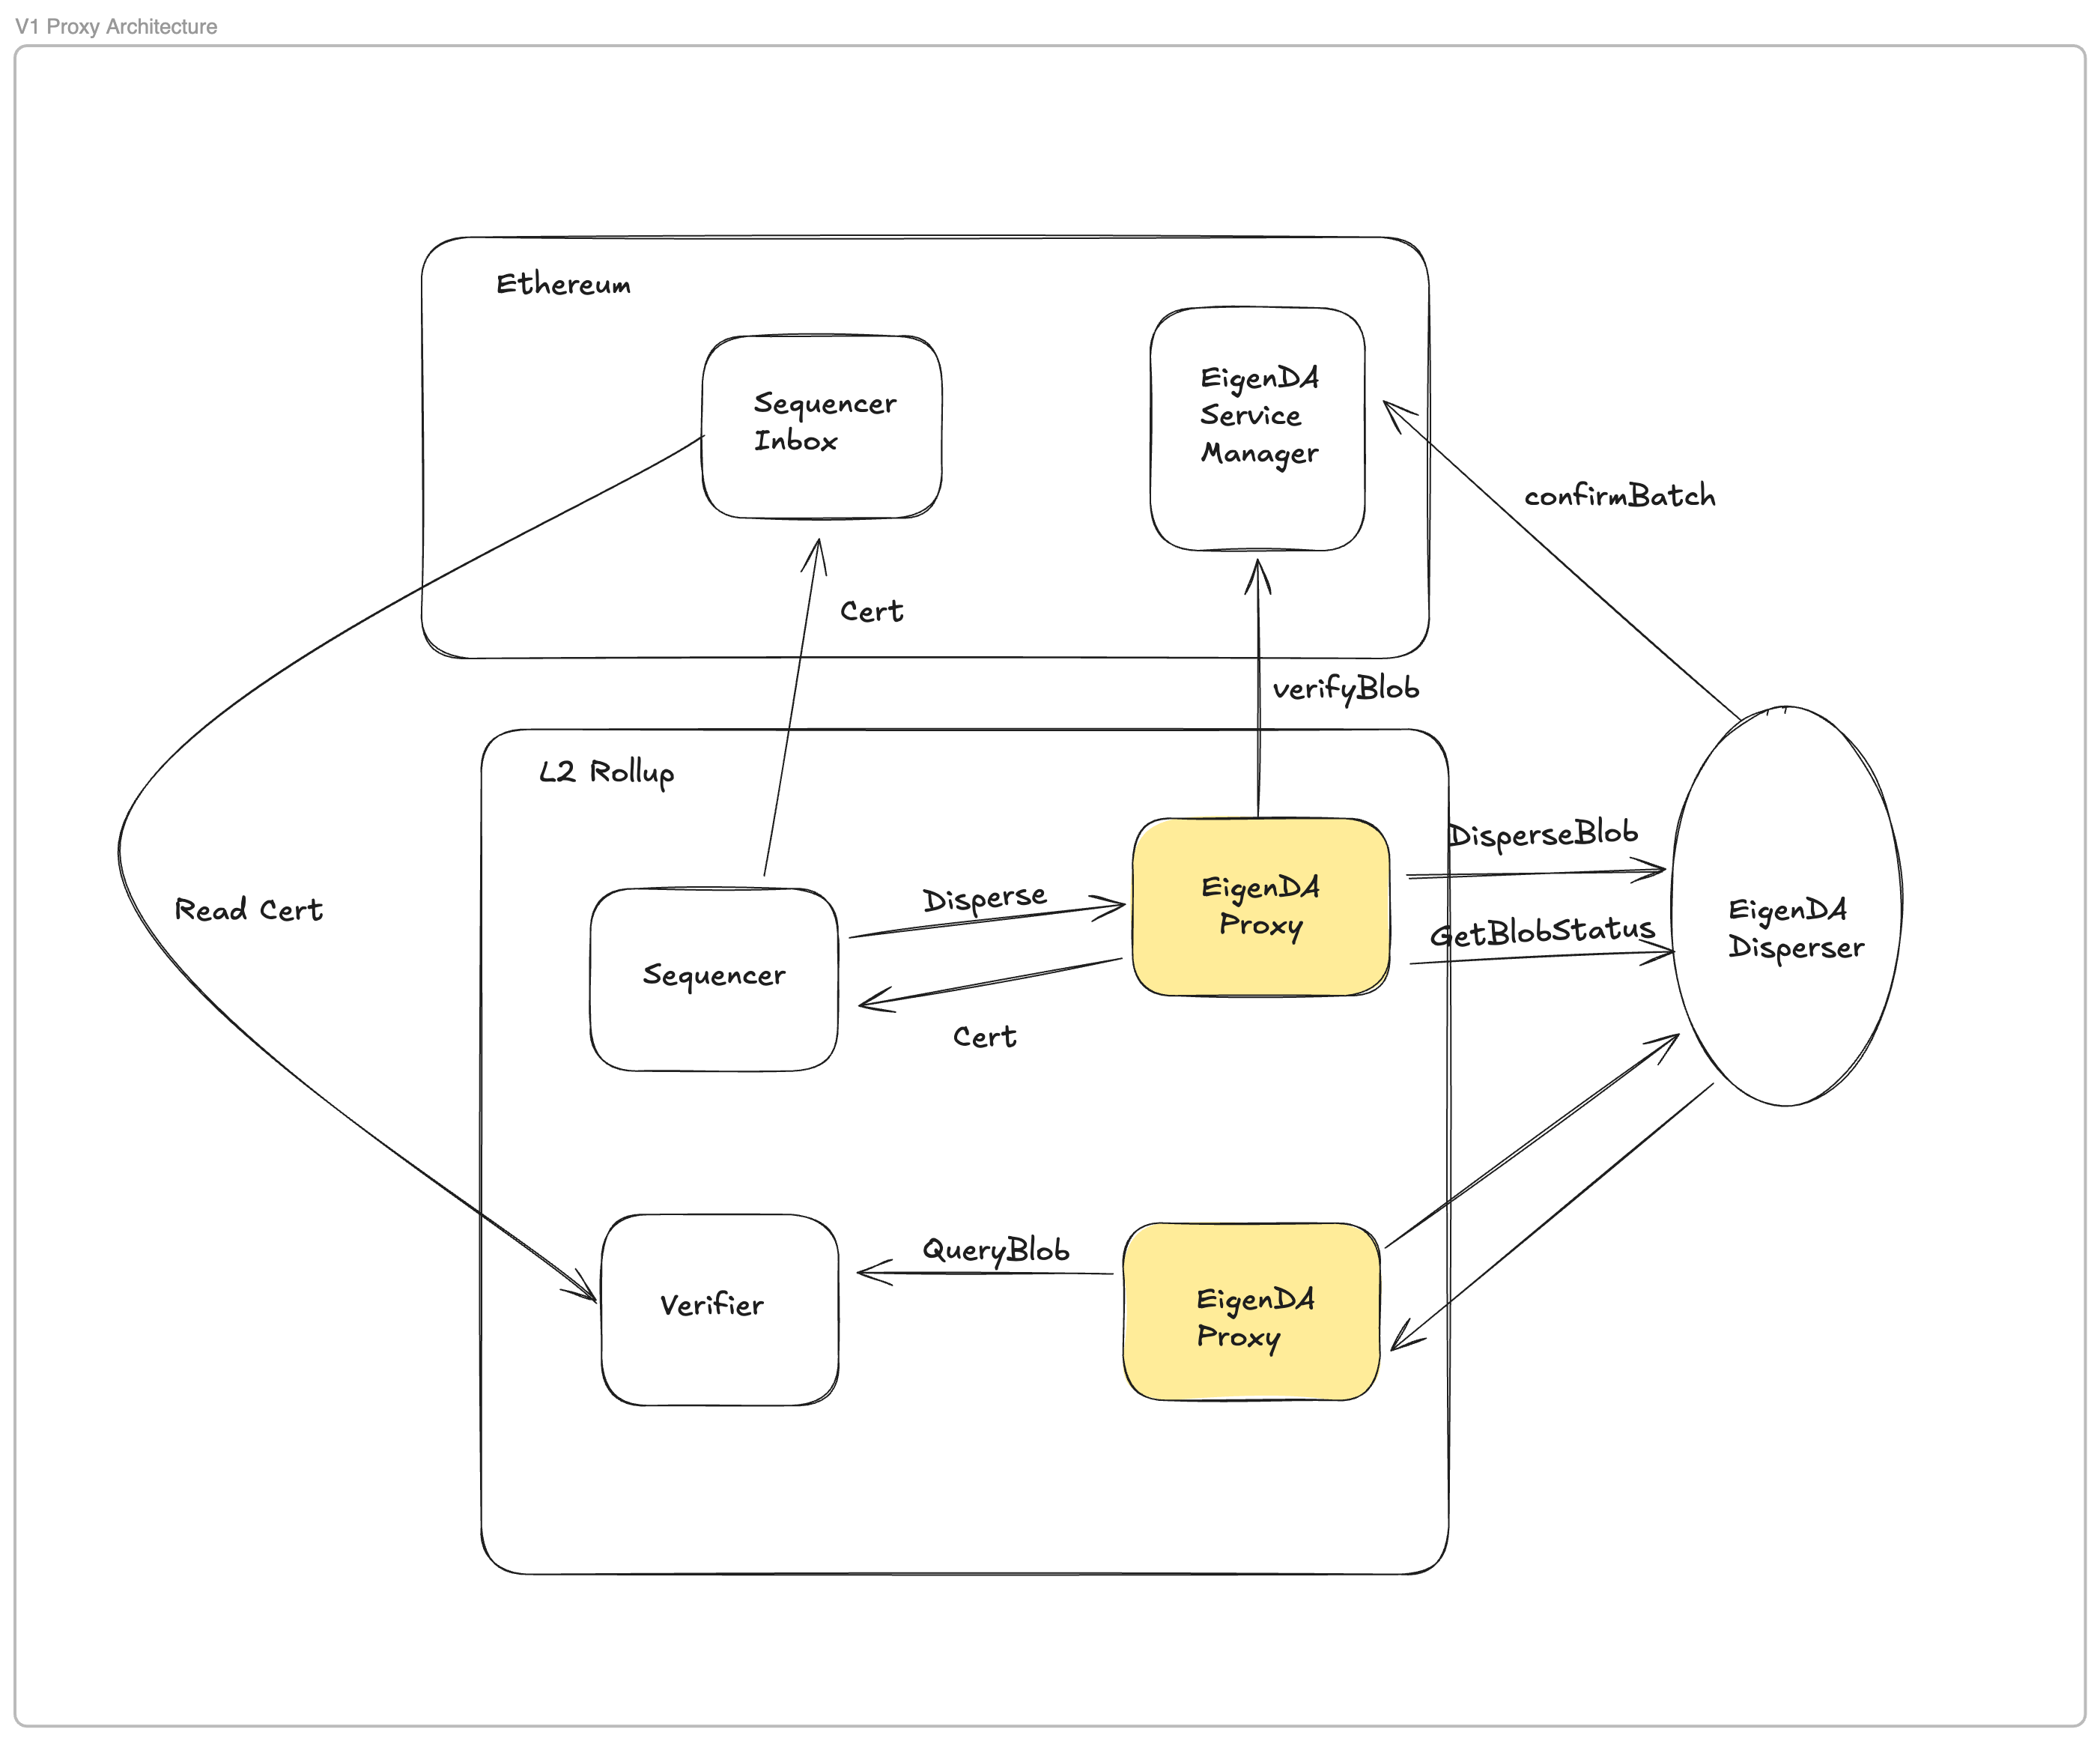 V1 Proxy Architecture
Ethereum
Sequencer
Inbox
EigenDA
Service
Manager
confirmBatch
Cert
verifyBlob
L2 Rollup
DisperseBlob
Disperse
EigenDA
Proxy
Read Cert
GetBlobStatus
EigenDA
Disperser
Sequencer
Cert
QueryBlob
Verifier
EigenDA
Proxy